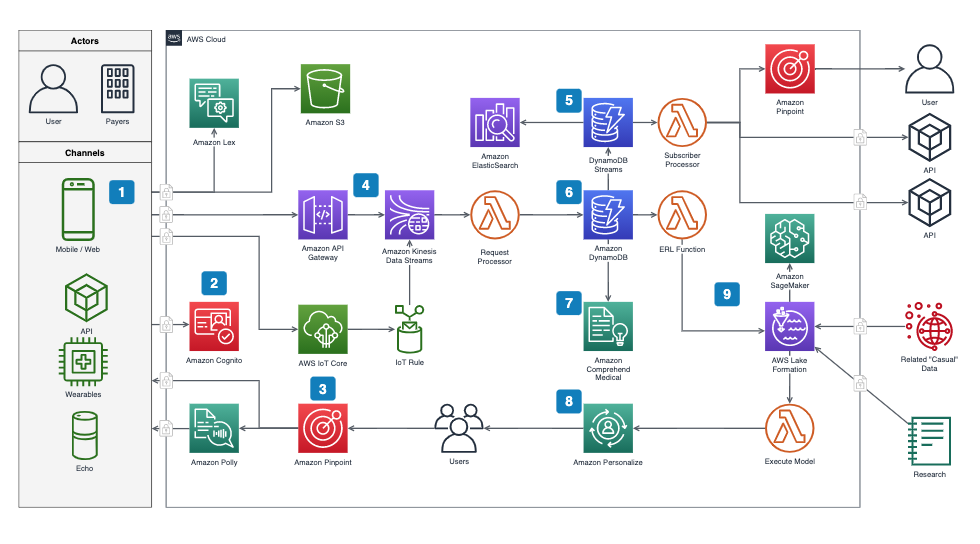 Actors
User
Payers
Channels
1
Mobile / Web
API
Wearables
Echo
aws
AWS Cloud
Amazon Lex
Amazon S3
4
Amazon API
Gateway
Amazon Kinesis
Data Streams
Request
Processor
2
Amazon Cognito
AWS IoT Core
IoT Rule
3
Amazon Polly
Amazon Pinpoint
Users
Amazon
ElasticSearch
5
DynamoDB
Streams
Subscriber
Processor
6
Amazon
DynamoDB
ERL Function
7
Amazon
Comprehend
Medical
8
Amazon Personalize
Amazon
Pinpoint
Amazon
SageMaker
9
AWS Lake
Formation
Execute Model
User
API
API
Related "Casual"
Data
Research